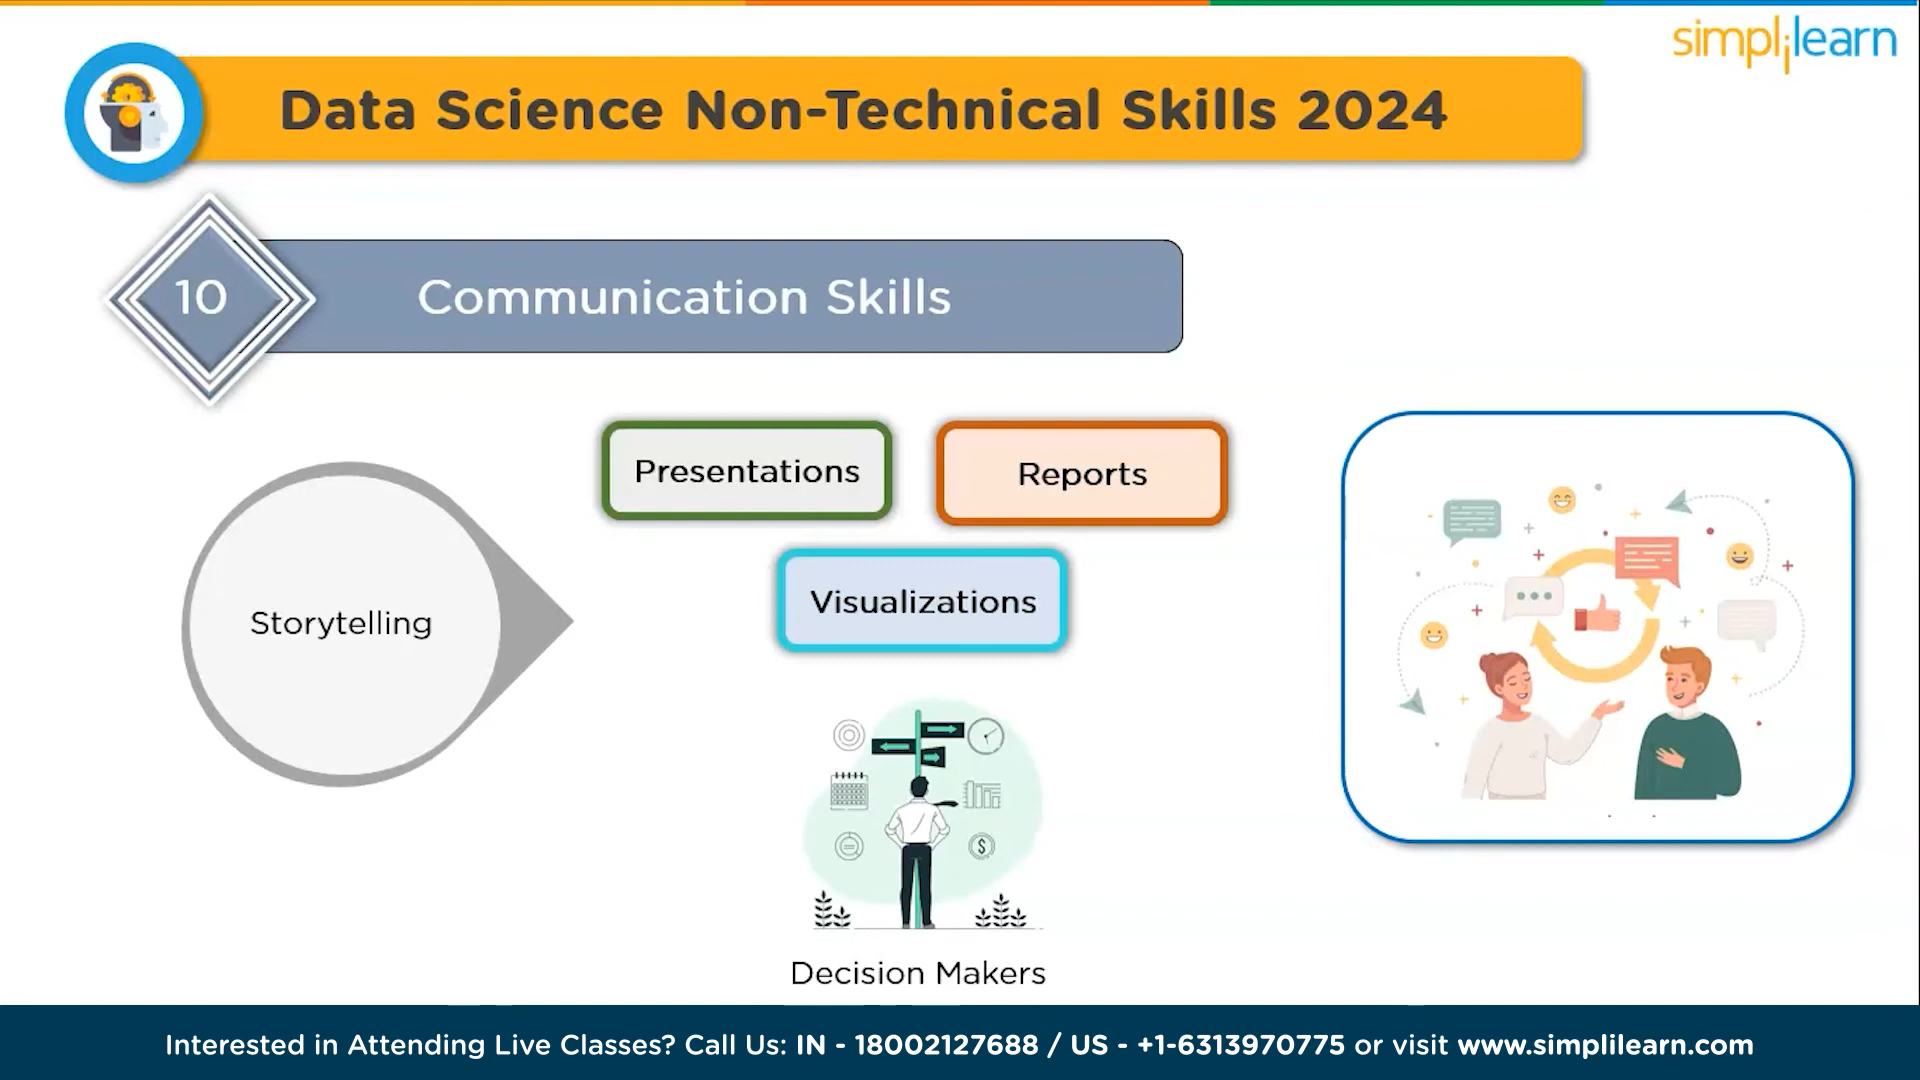 simplilearn
Data Science Non-Technical Skills 2024
10
Communication Skills
Presentations
Reports
Visualizations
Storytelling
Decision Makers
Interested in Attending Live Classes? Call Us: IN - 18002127688 / US - +1-6313970775 or visit www.simplilearn.com